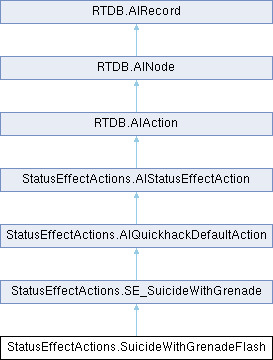 RTDB.AIRecord
RTDB.AINode
RTDB.AIAction
StatusEffectActions.AIStatusEffectAction
StatusEffectActions.AIQuickhackDefaultAction
StatusEffectActions.SE_SuicideWithGrenade
StatusEffectActions.SuicideWithGrenadeFlash